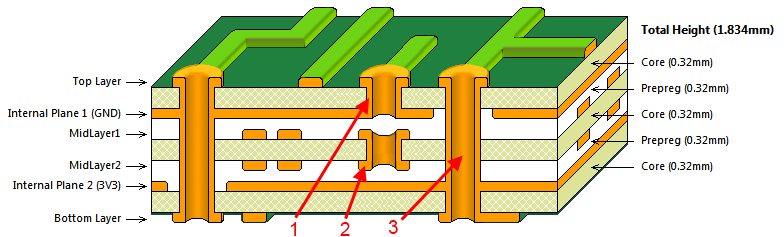 Total Height (1.834mm)
Top Layer
Internal Plane 1 (GND)
MidLayer1
MidLayer2
Internal Plane 2 (3V3)
Bottom Layer
Core (0.32mm)
Prepreg (0.32mm)
Core (0.32mm)
Prepreg (0.32mm)
Core (0.32mm)
1
2
3